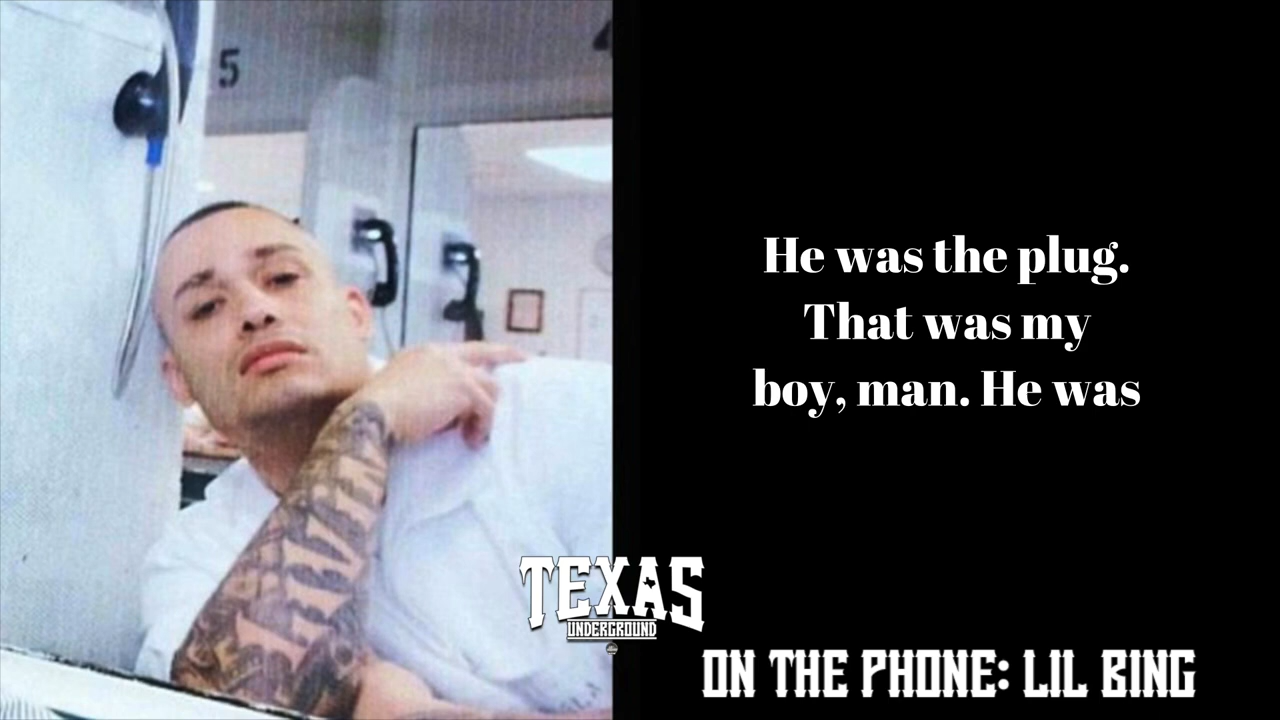 5
He was the plug.
That was my
boy, man. He was
LIVIN
TEXAS
UNDERGROUND
ON THE PHONE: LIL BING